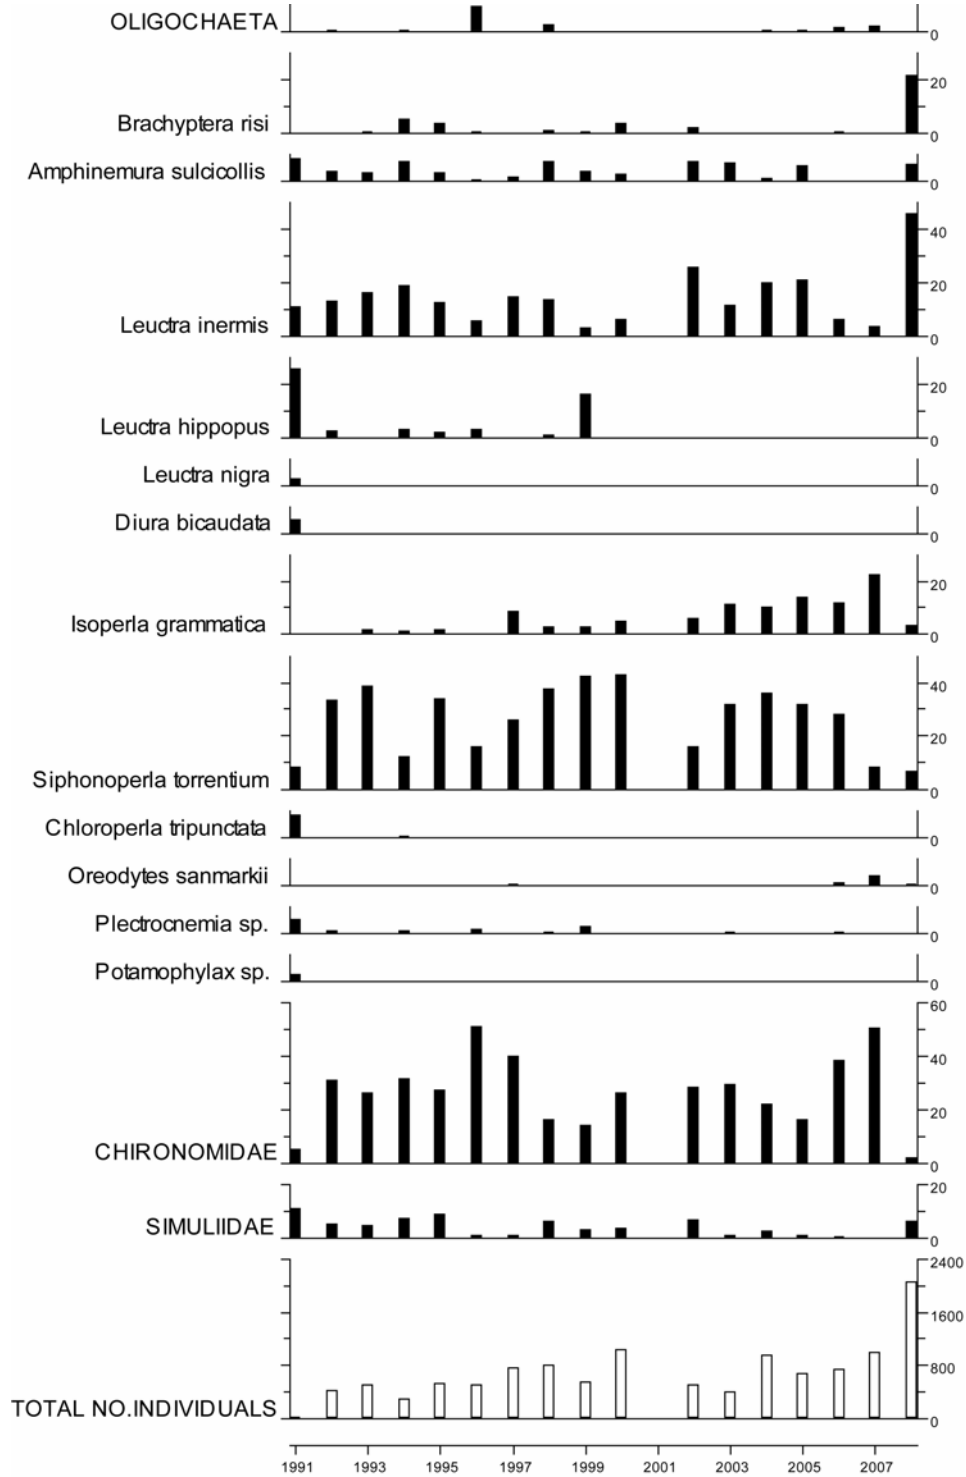 OLIGOCHAETA
0
20
Brachyptera risi
0
Amphinemura sulcicollis
0
40
20
Leuctra inermis
0
20
Leuctra hippopus
0
Leuctra nigra
0
Diura bicaudata
0
20
Isoperla grammatica
0
40
20
Siphonoperla torrentium
0
Chloroperla tripunctata
0
Oreodytes sanmarkii
0
Plectrocnemia sp.
0
Potamophylax sp.
0
60
40
20
CHIRONOMIDAE
0
20
SIMULIIDAE
0
2400
1600
800
TOTAL NO.INDIVIDUALS
0
1991 1993 1995 1997 1999 2001 2003 2005 2007